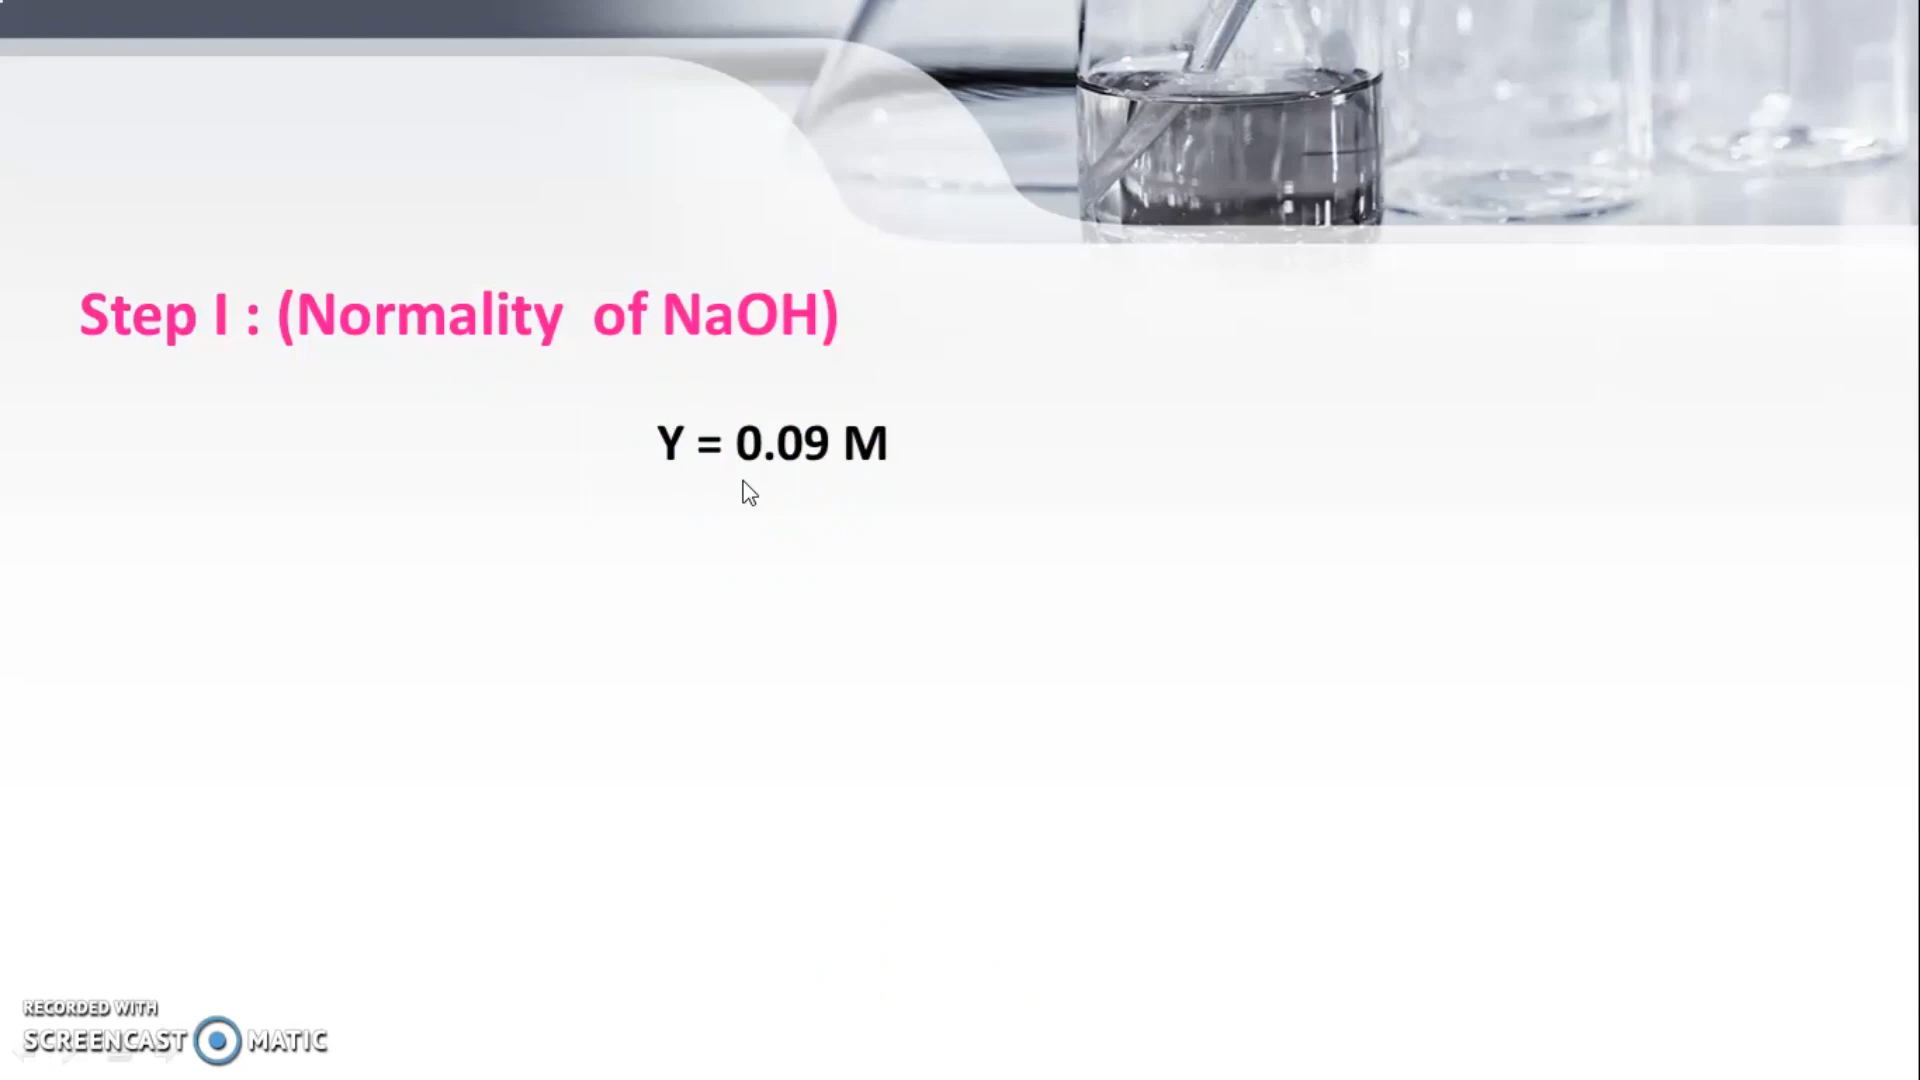 Step I : (Normality of NaOH)
Y = 0.09 M
RECORDED WITH
SCREENCAST MATIC